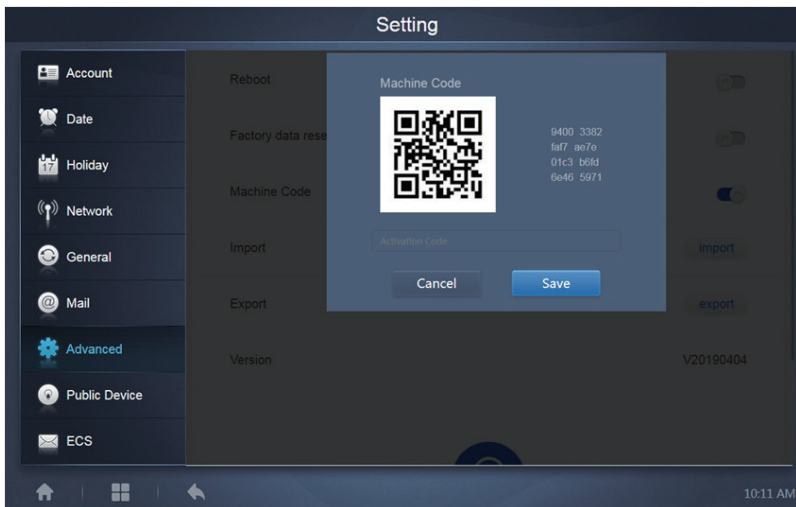 Setting
Account
Date
17
Holiday
Network
General
@
Mail
Advanced
Public Device
ECS
Reboot
Factory data rese
Machine Code
Import
import
Export
export
Version
V20190404
Machine Code
9400 3382
faf7 ae7e
01c3 b6fd
6e46 5971
Activation Code
Cancel
Save
10:11 AM